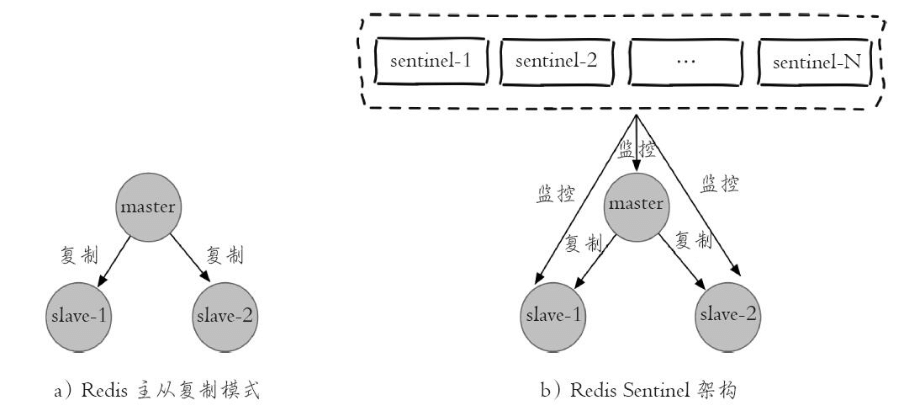 sentinel-1 sentinel-2 … sentinel-N
监控
监控 监控
master master
复制 复制 复制 复制
slave-1 slave-2 slave-1 slave-2
a）Redis 主从复制模式 b）Redis Sentinel 架构